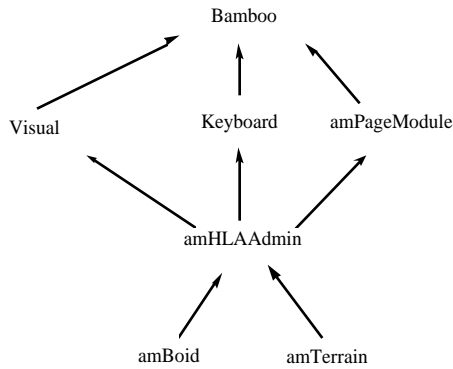 Bamboo
Visual
Keyboard
amPageModule
amHLAAdmin
amBoid
amTerrain